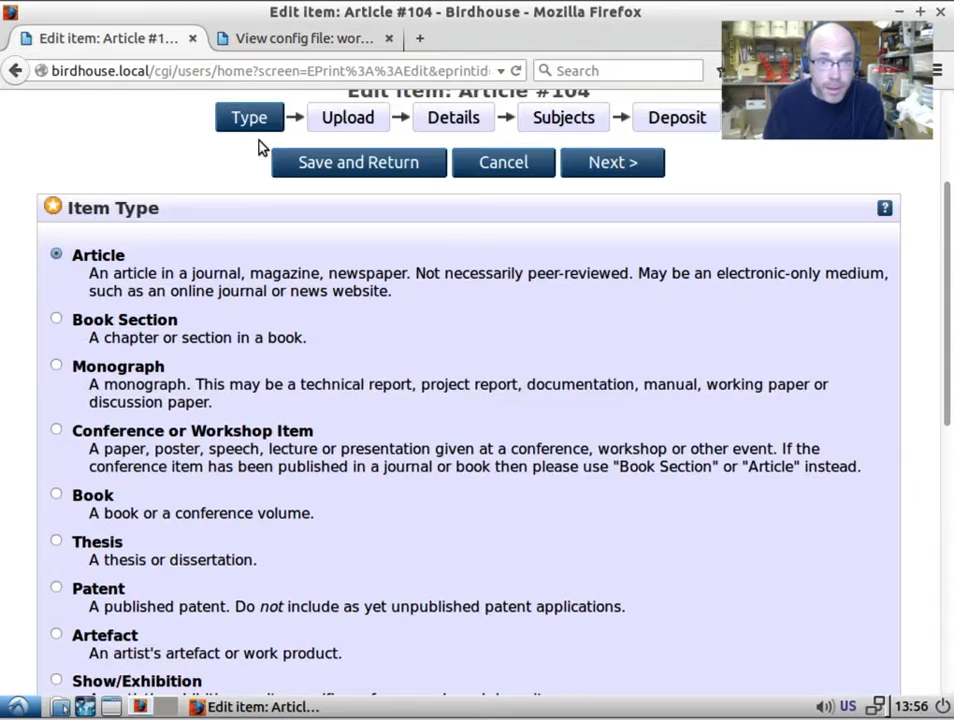 Edit item: Article #104 - Birdhouse - Mozilla Firefox
Edit item: Article #1...
View config file: wor...
birdhouse.local/cgi/users/home?screen=EPrint%3A%3AEdit&eprintid
Search
Edit item: Article #104
Type
Upload
Details
Subjects
Deposit
Save and Return
Cancel
Next >
Item Type
?
Article
An article in a journal, magazine, newspaper. Not necessarily peer-reviewed. May be an electronic-only medium,
such as an online journal or news website.
Book Section
A chapter or section in a book.
Monograph
A monograph. This may be a technical report, project report, documentation, manual, working paper or
discussion paper.
Conference or Workshop Item
A paper, poster, speech, lecture or presentation given at a conference, workshop or other event. If the
conference item has been published in a journal or book then please use "Book Section" or "Article" instead.
Book
A book or a conference volume.
Thesis
A thesis or dissertation.
Patent
A published patent. Do not include as yet unpublished patent applications.
Artefact
An artist's artefact or work product.
Show/Exhibition
Edit item: Articl...
US
13:56